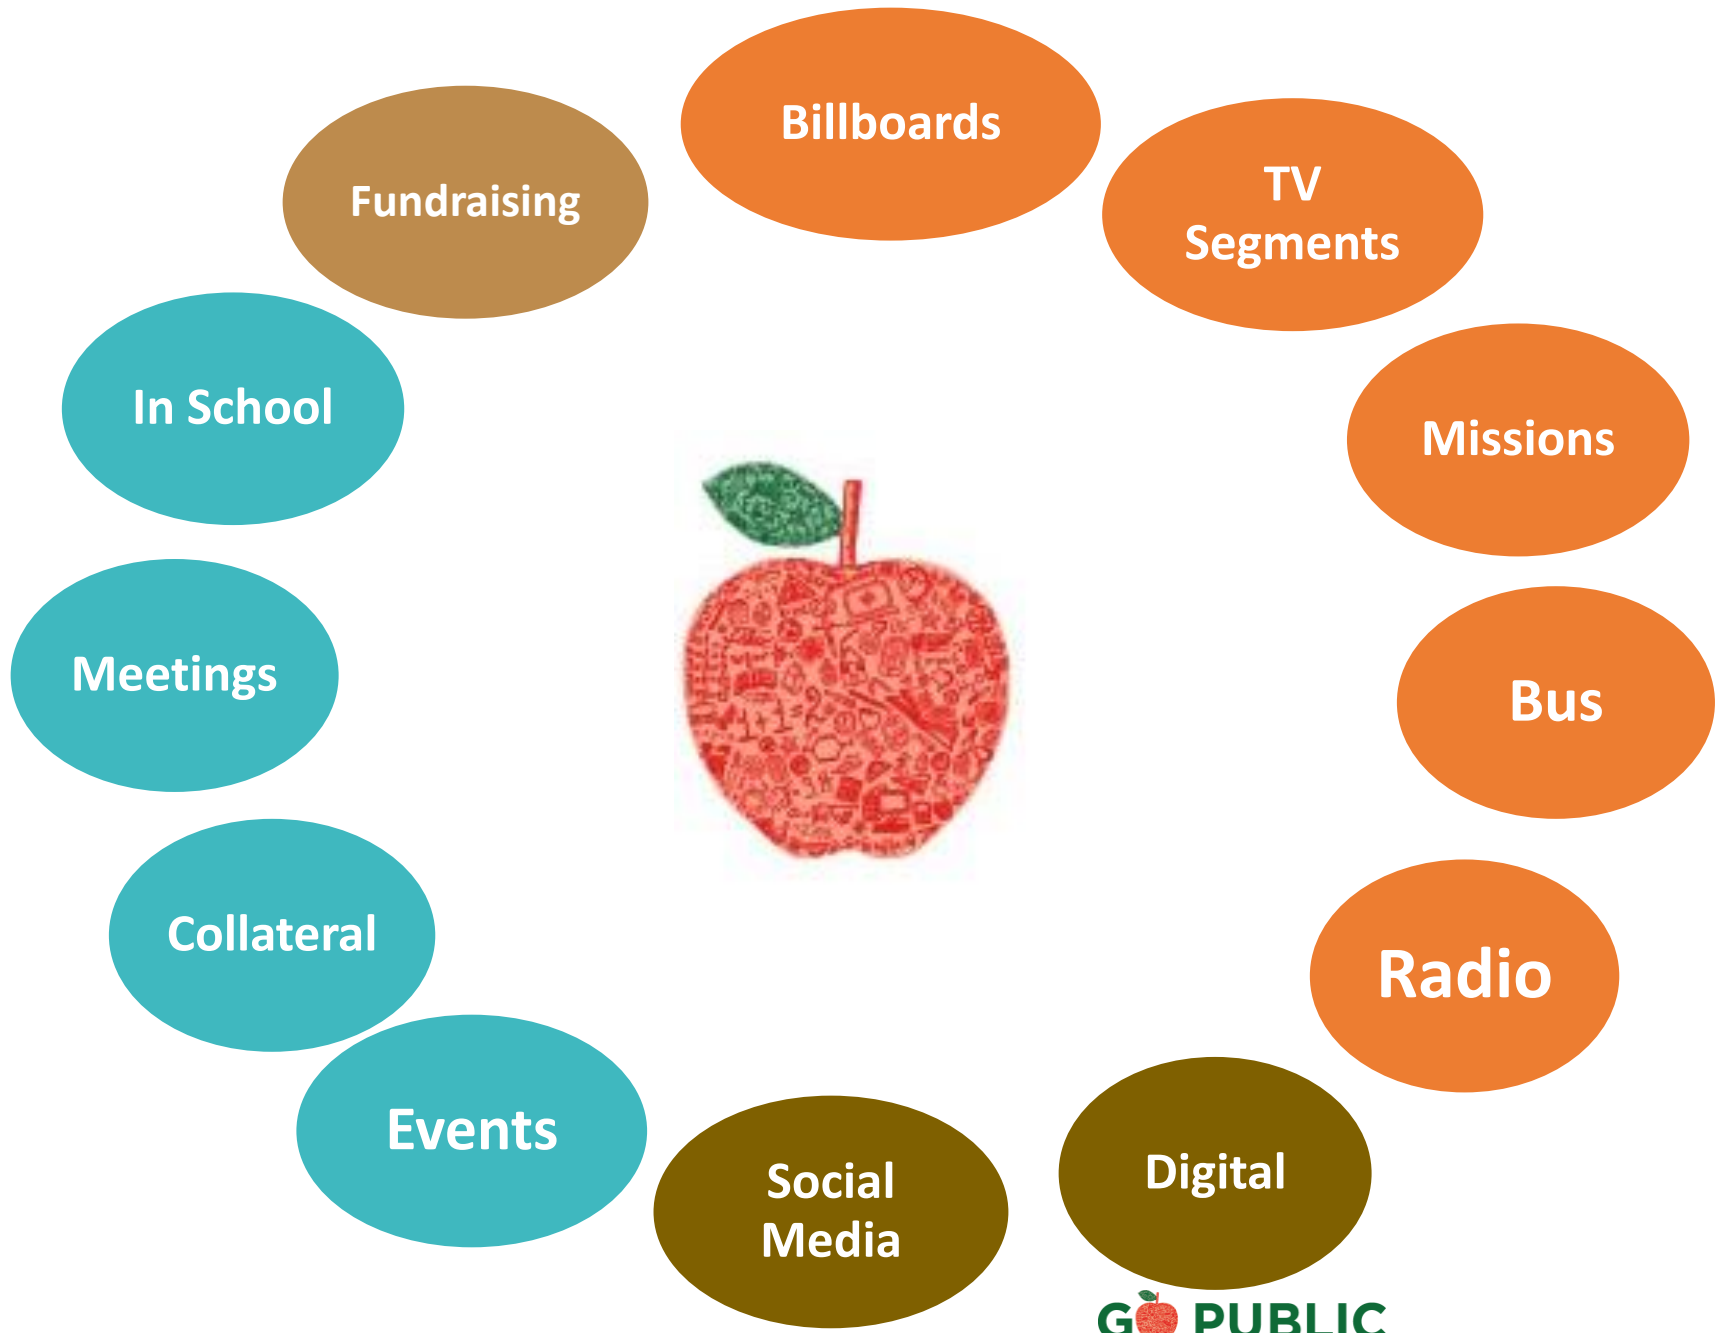 Billboards
TV
Segments
Missions
Bus
Radio
Digital
Social
Media
Events
Collateral
Meetings
In School
Fundraising
GO PUBLIC